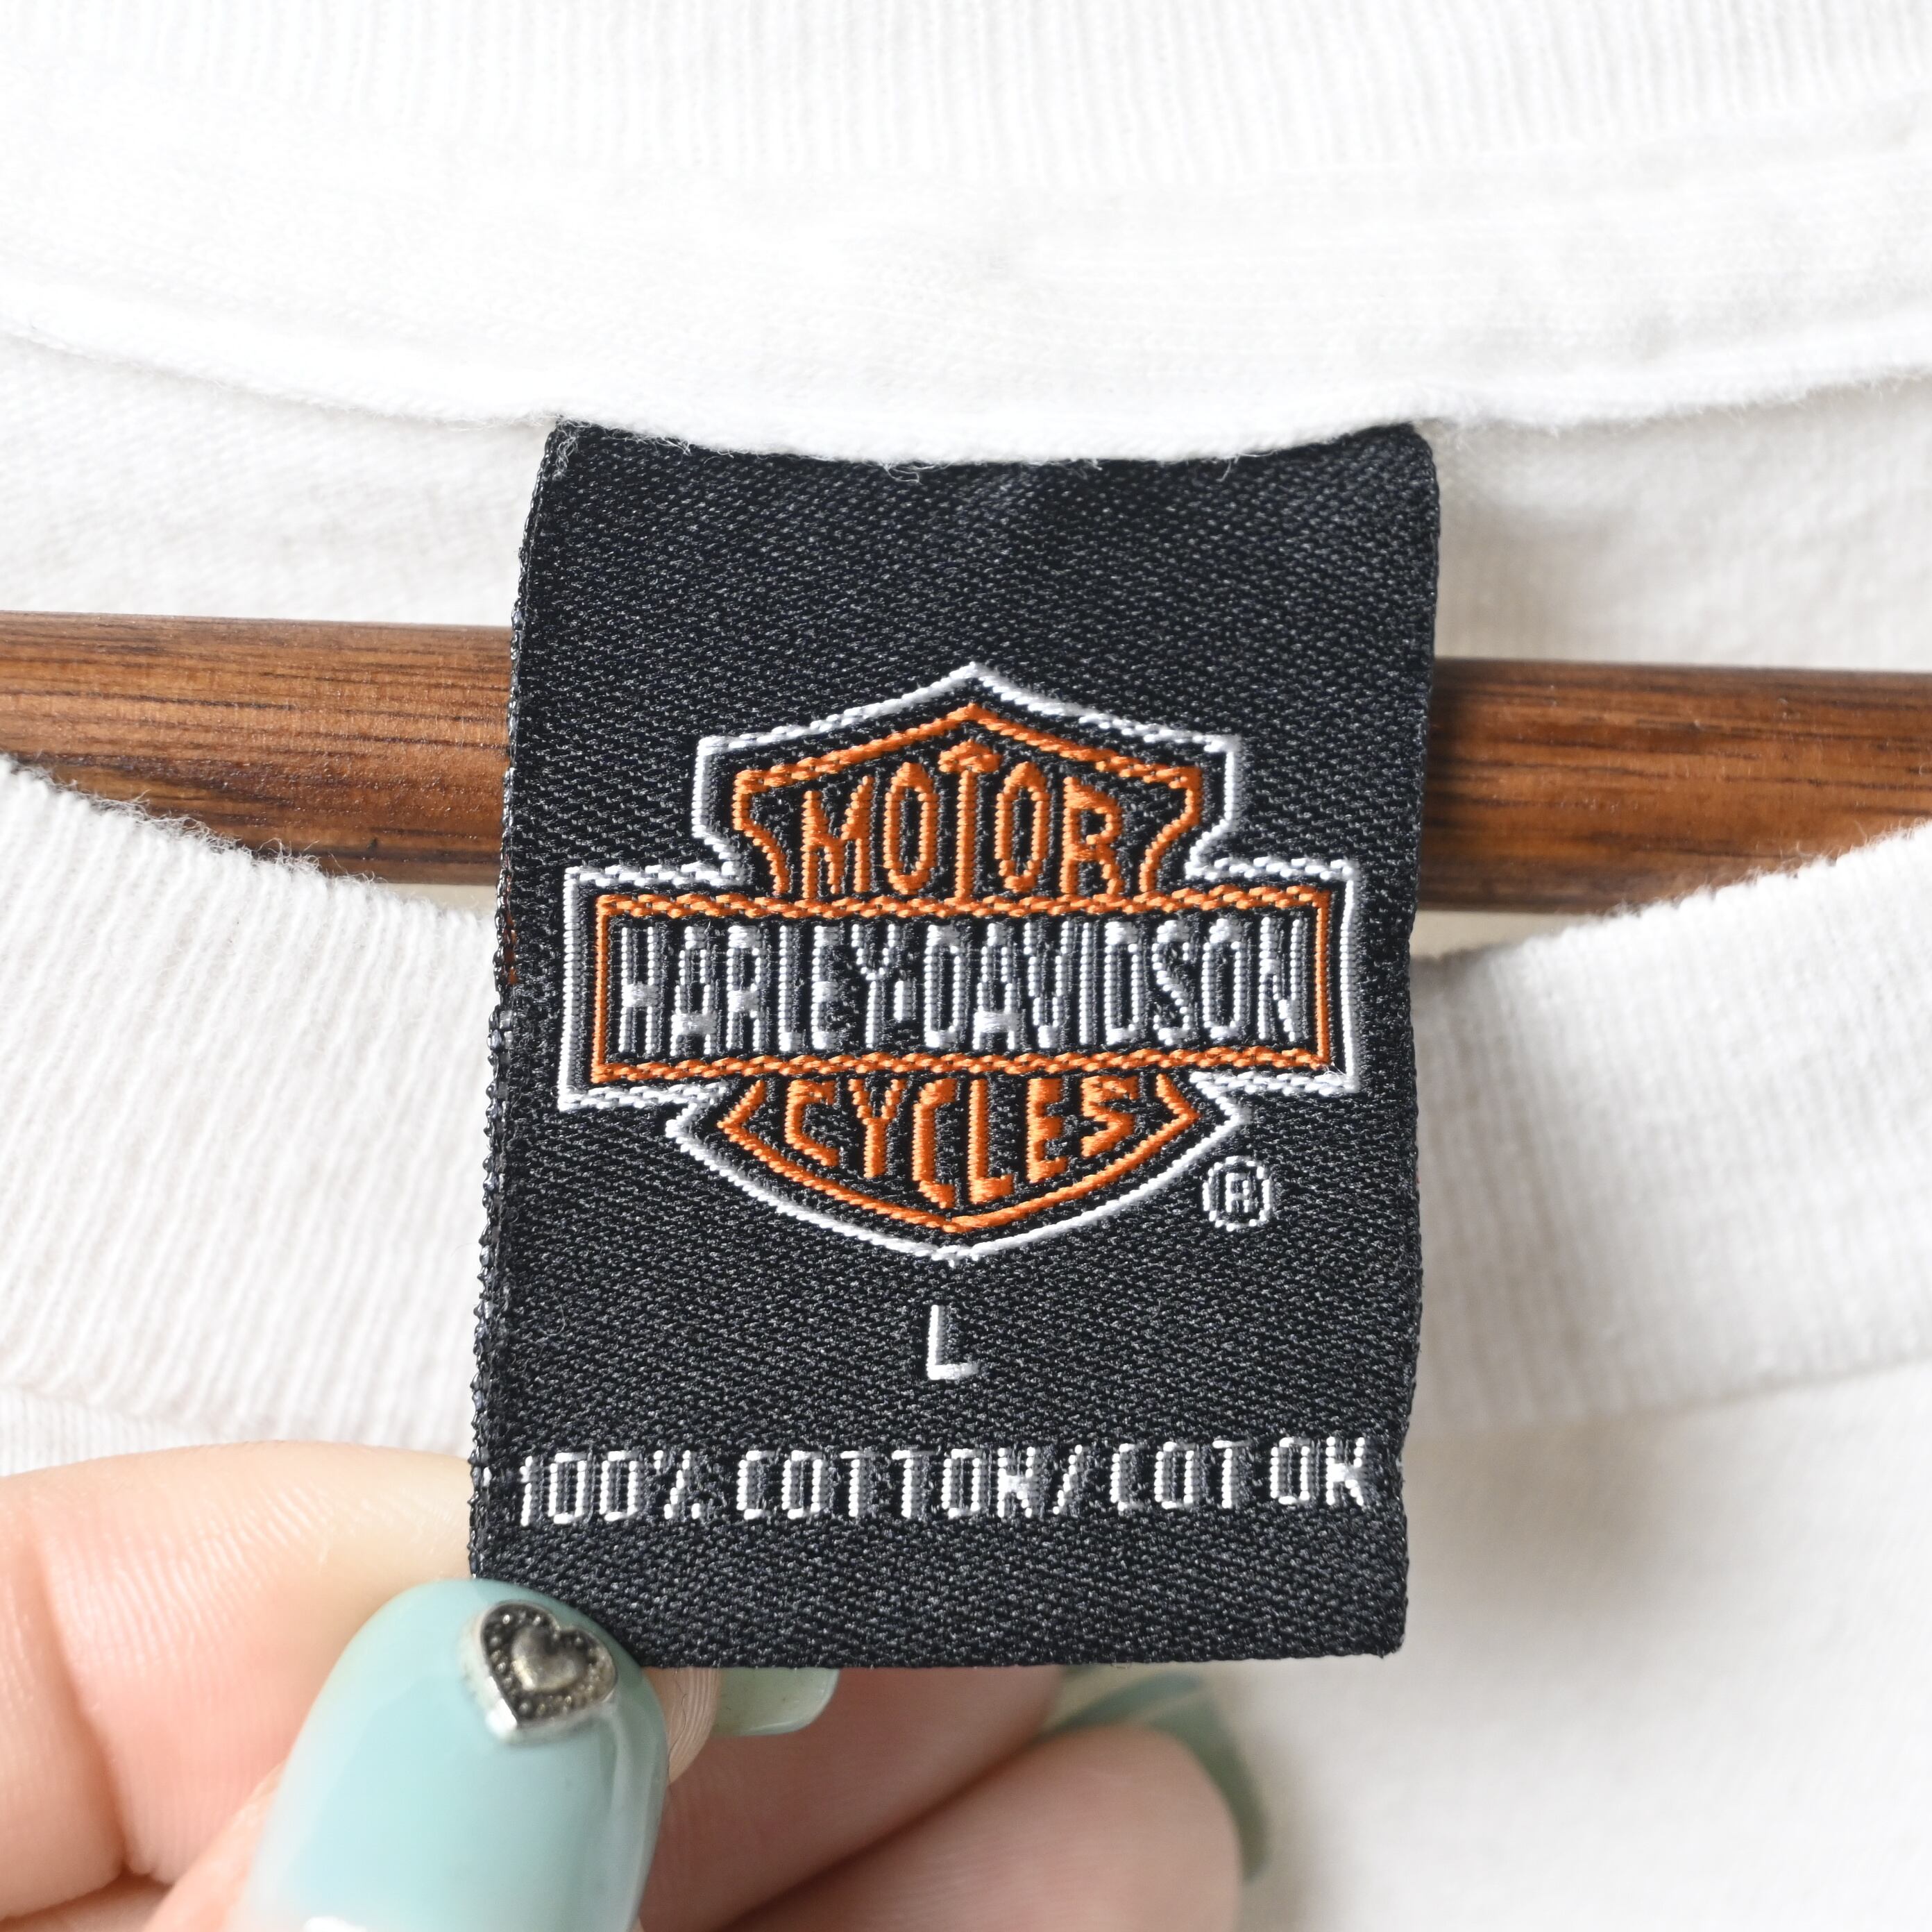 MOTOR
HARLEY-DAVIDSON
CYCLES
®
L
100% COTTON/COTON